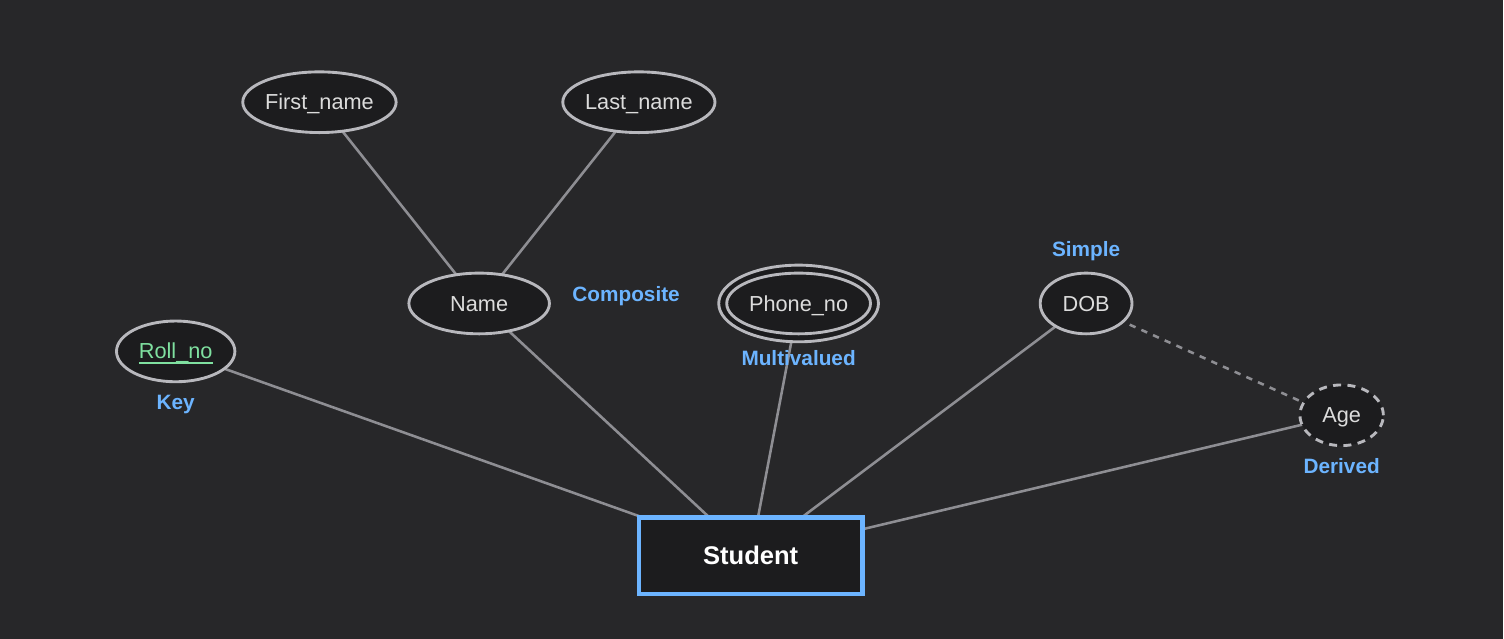 First_name
Last_name
Simple
Name
Composite
Phone_no
DOB
Roll_no
Multivalued
Key
Age
Derived
Student